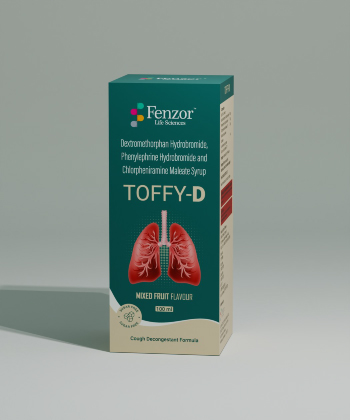 Fenzor™
Life Sciences
Dextromethorphan Hydrobromide,
Phenylephrine Hydrobromide and
Chlorpheniramine Maleate Syrup
TOFFY-D
MIXED FRUIT FLAVOUR
100 ml
Cough Decongestant Formula